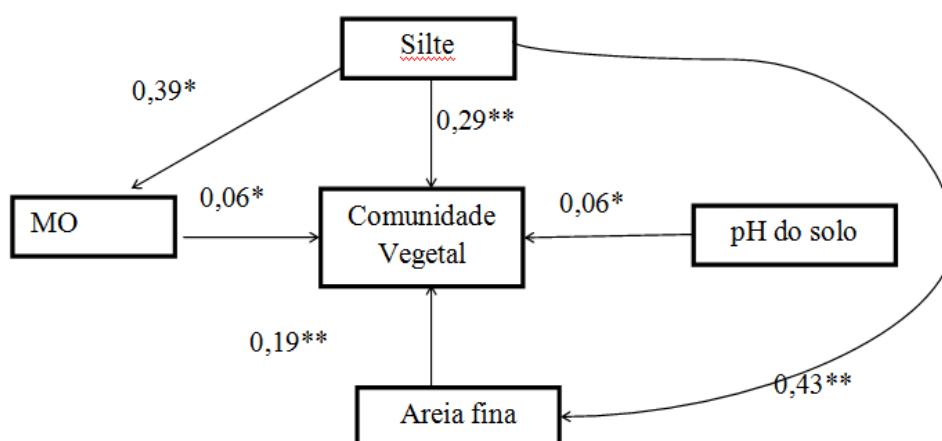 Silte
0,39*
0,29**
MO
0,06*
Comunidade
Vegetal
0,06*
pH do solo
0,19**
Areia fina
0,43**